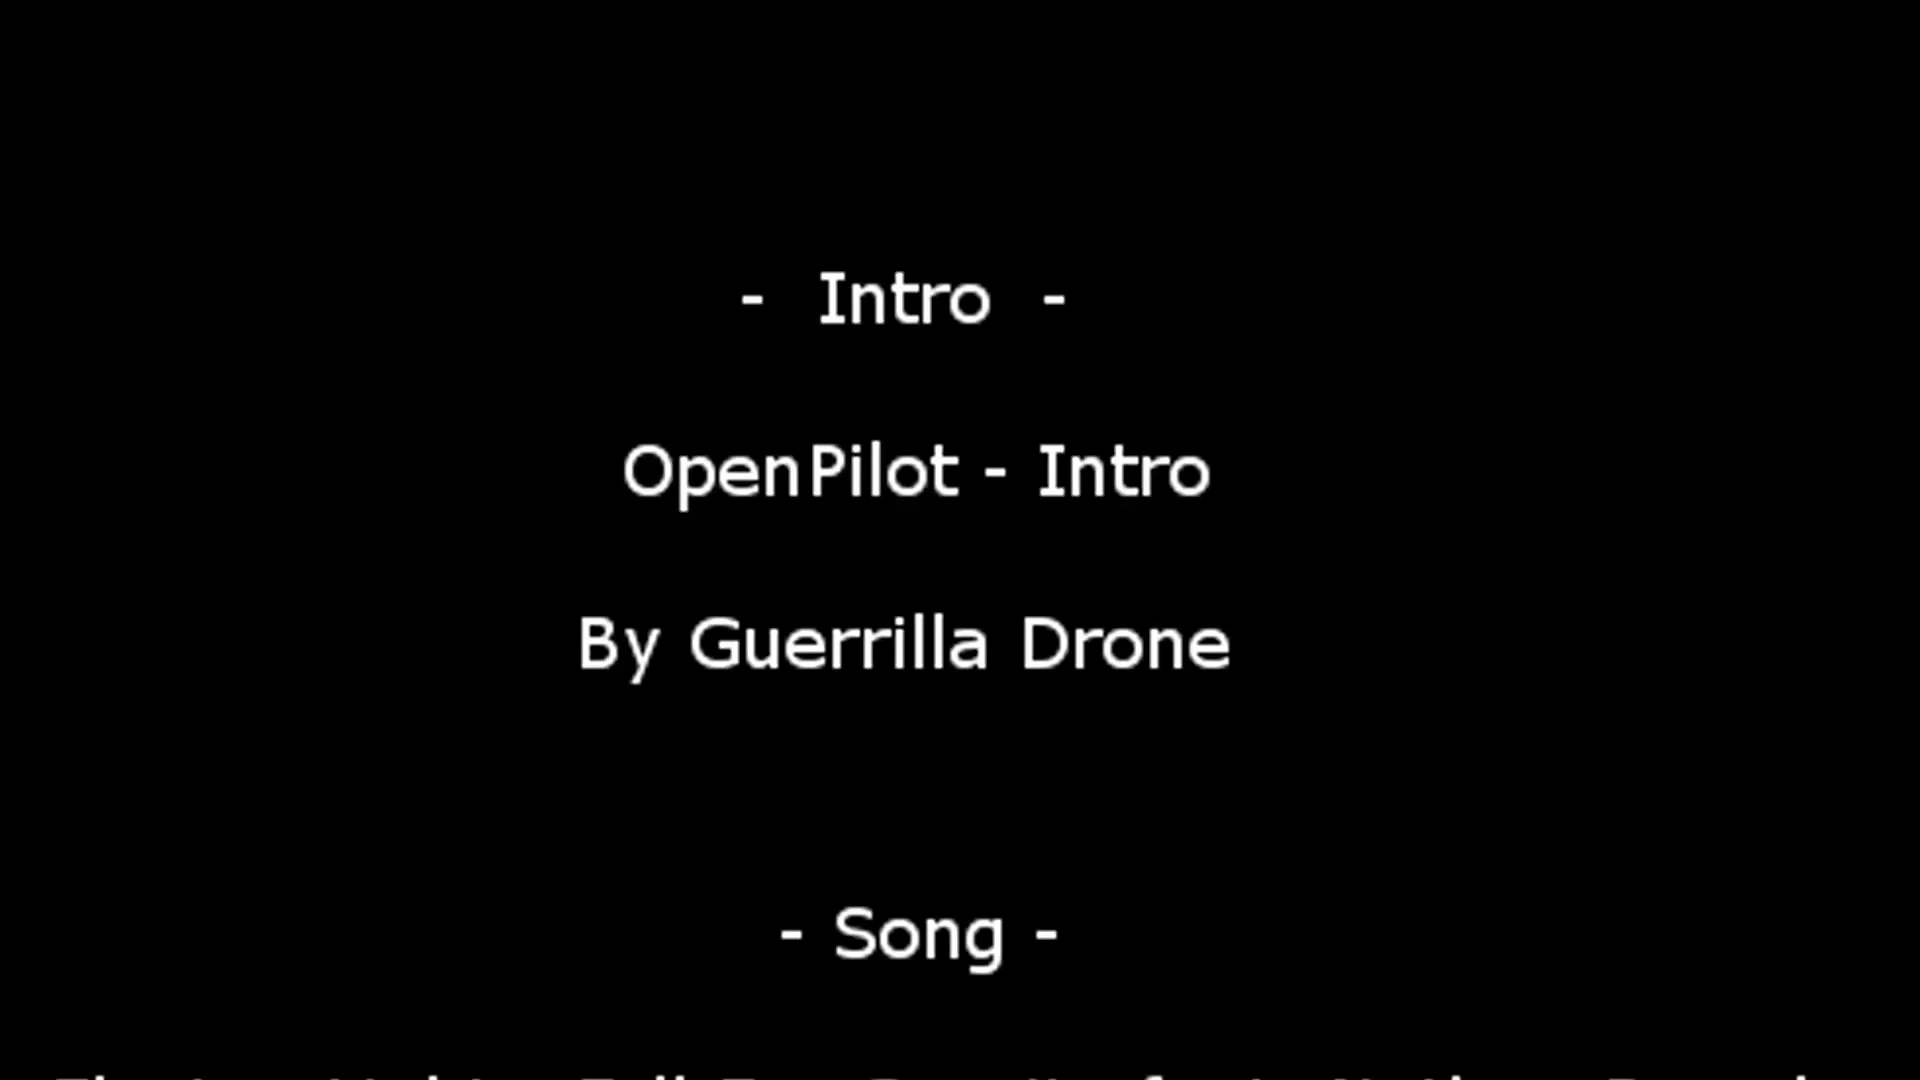 - Intro -
OpenPilot - Intro
By Guerrilla Drone
- Song -